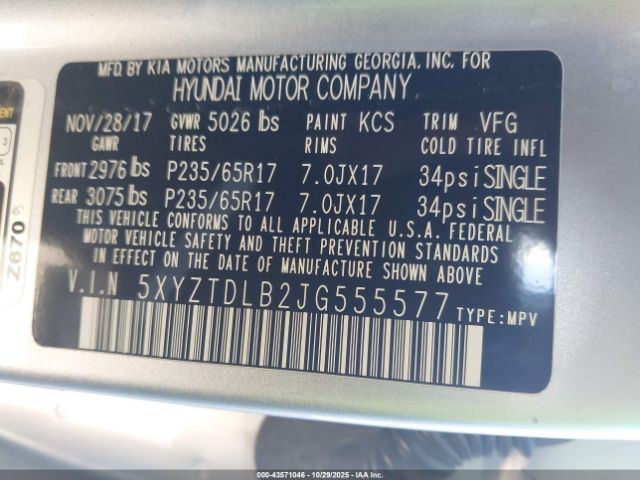 MFD. BY KIA MOTORS MANUFACTURING GEORGIA, INC. FOR
HYUNDAI MOTOR COMPANY
NOV/28/17 GVWR 5026 lbs PAINT KCS TRIM VFG
GAWR TIRES RIMS COLD TIRE INFL
FRONT 2976 lbs P235/65R17 7.0JX17 34psi SINGLE
REAR 3075 lbs P235/65R17 7.0JX17 34psi SINGLE
THIS VEHICLE CONFORMS TO ALL APPLICABLE U.S.A. FEDERAL
MOTOR VEHICLE SAFETY AND THEFT PREVENTION STANDARDS
IN EFFECT ON THE DATE OF MANUFACTURE SHOWN ABOVE.
V.I.N 5XYZTDLB2JG555577 TYPE:MPV
Z670
3
000-43571046 - 10/29/2025 - IAAI.com